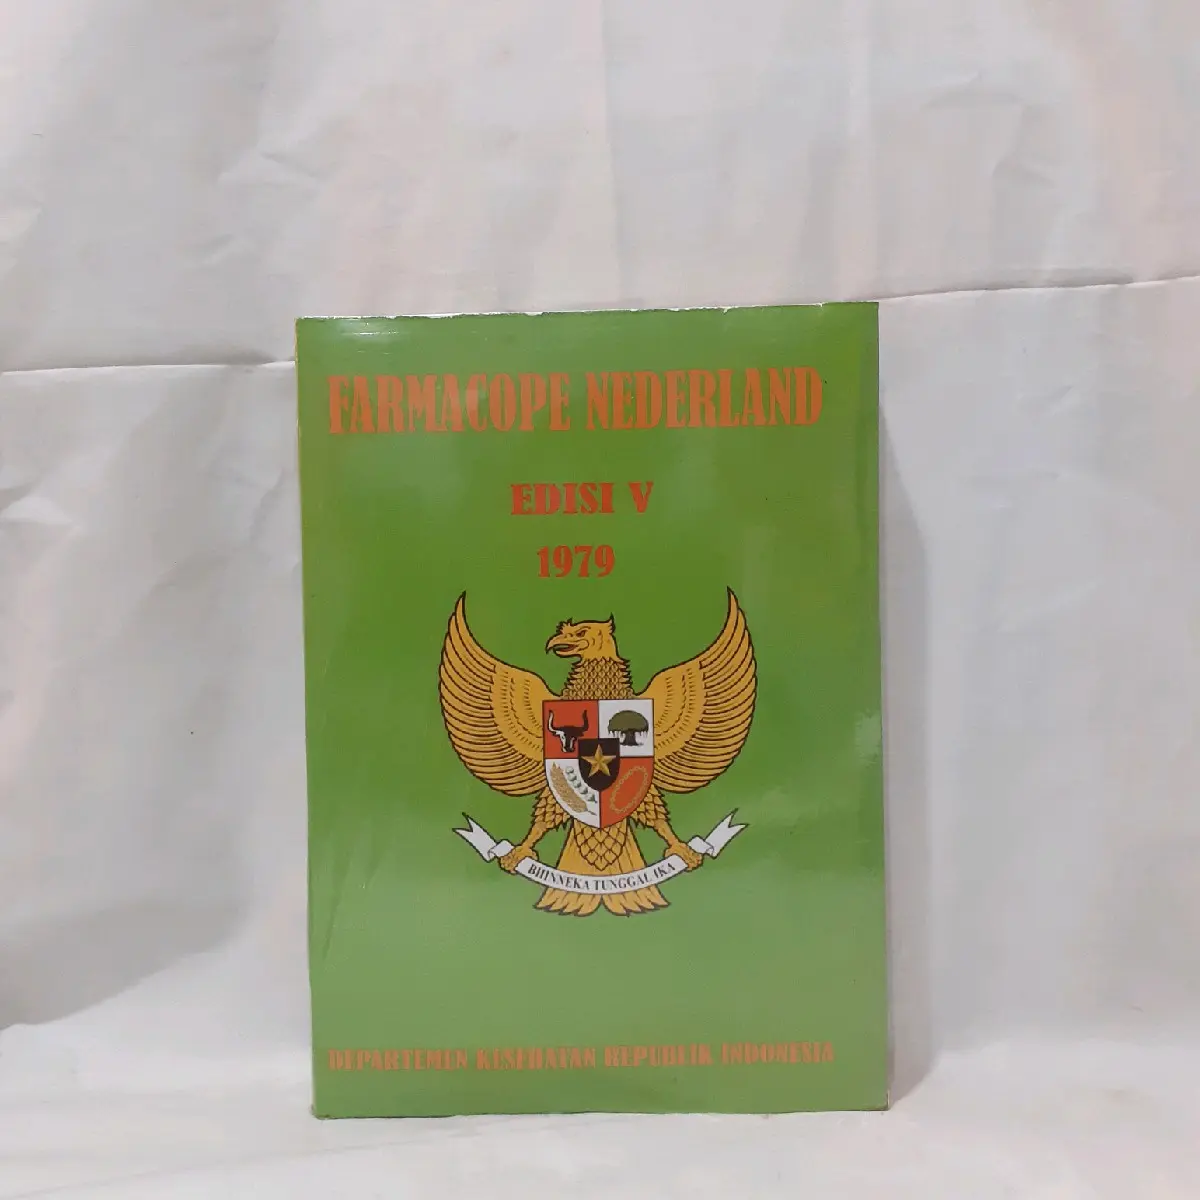 FARMACOPE NEDERLAND
EDISI V
1979
BHINNEKA TUNGGAL IKA
DEPARTEMEN KESEHATAN REPUBLIK INDONESIA